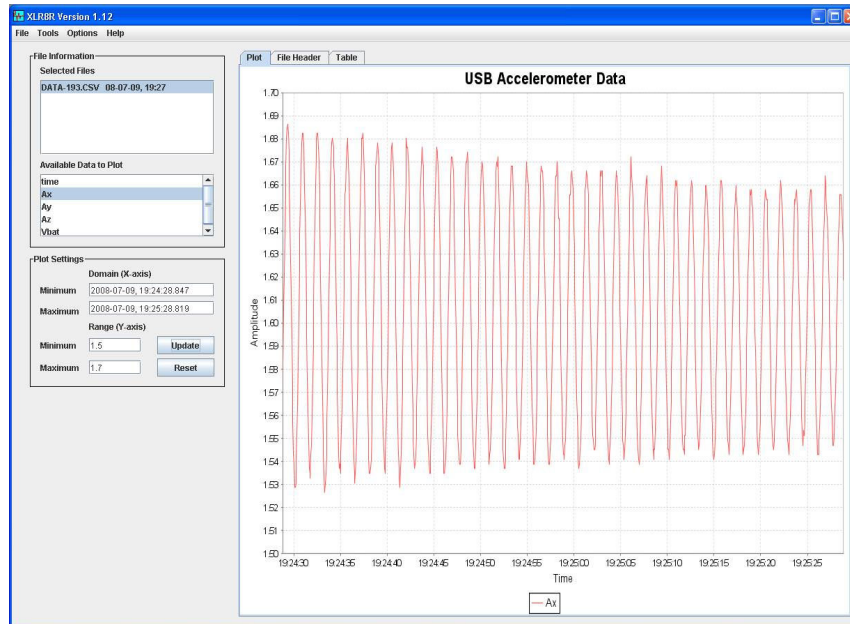 XLR8R Version 1.12
File Tools Options Help
File Information
Selected Files
DATA-193.CSV 08-07-09, 19:27
Available Data to Plot
time
Ax
Ay
Az
Vbat
Plot Settings
Domain (X-axis)
Minimum 2008-07-09, 19:24:28.847
Maximum 2008-07-09, 19:25:28.819
Range (Y-axis)
Minimum 1.5 Update
Maximum 1.7 Reset
Plot File Header Table
USB Accelerometer Data
Amplitude
1.70
1.69
1.68
1.67
1.66
1.65
1.64
1.63
1.62
1.61
1.60
1.59
1.58
1.57
1.56
1.55
1.54
1.53
1.52
1.51
1.50
19:24:30 19:24:35 19:24:40 19:24:45 19:24:50 19:24:55 19:25:00 19:25:05 19:25:10 19:25:15 19:25:20 19:25:25
Time
Ax